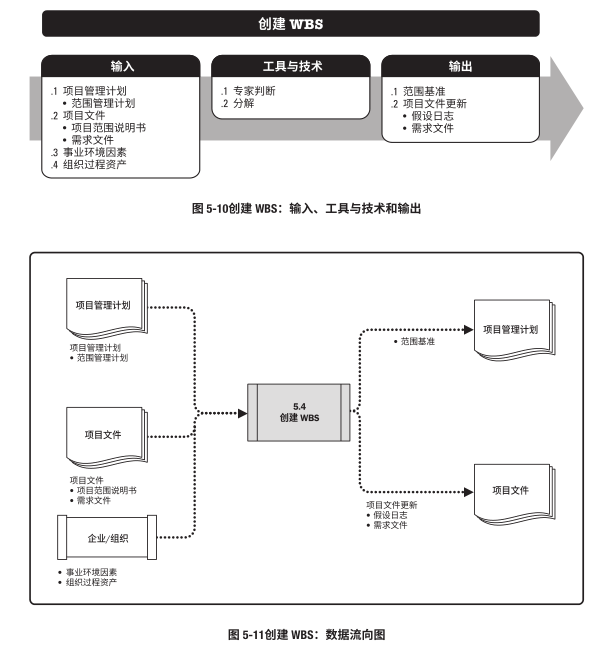 创建 WBS
输入
.1 项目管理计划
• 范围管理计划
.2 项目文件
• 项目范围说明书
• 需求文件
.3 事业环境因素
.4 组织过程资产
工具与技术
.1 专家判断
.2 分解
输出
.1 范围基准
.2 项目文件更新
• 假设日志
• 需求文件
图 5-10创建 WBS：输入、工具与技术和输出
项目管理计划
项目管理计划
• 范围管理计划
项目文件
项目文件
• 项目范围说明书
• 需求文件
企业/组织
• 事业环境因素
• 组织过程资产
5.4
创建 WBS
• 范围基准
项目管理计划
项目文件更新
• 假设日志
• 需求文件
项目文件
图 5-11创建 WBS：数据流向图